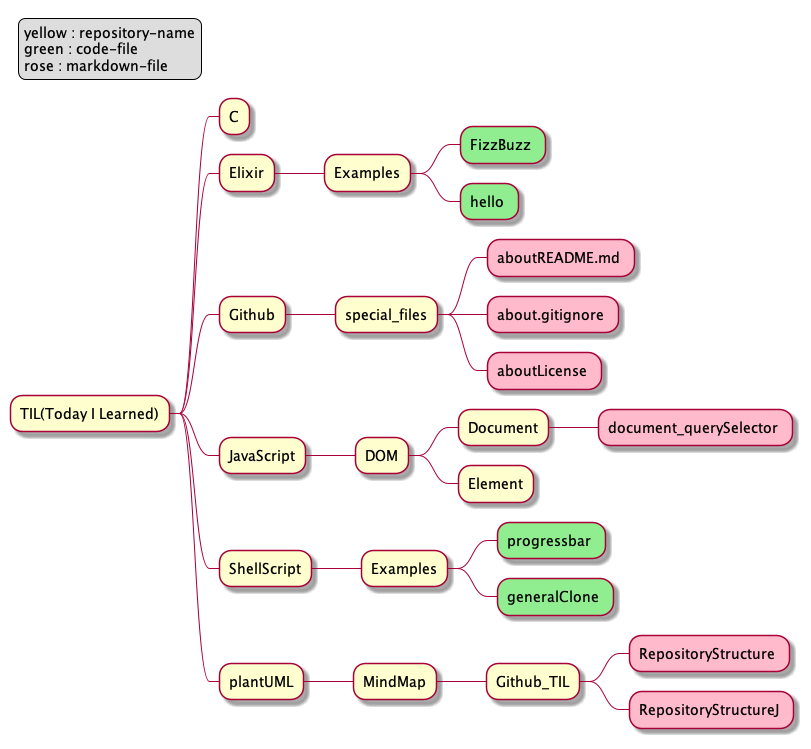 yellow : repository-name
green : code-file
rose : markdown-file
C
Elixir
Examples
FizzBuzz
hello
Github
special_files
aboutREADME.md
about.gitignore
aboutLicense
TIL(Today I Learned)
JavaScript
DOM
Document
document_querySelector
Element
ShellScript
Examples
progressbar
generalClone
plantUML
MindMap
Github_TIL
RepositoryStructure
RepositoryStructureJ